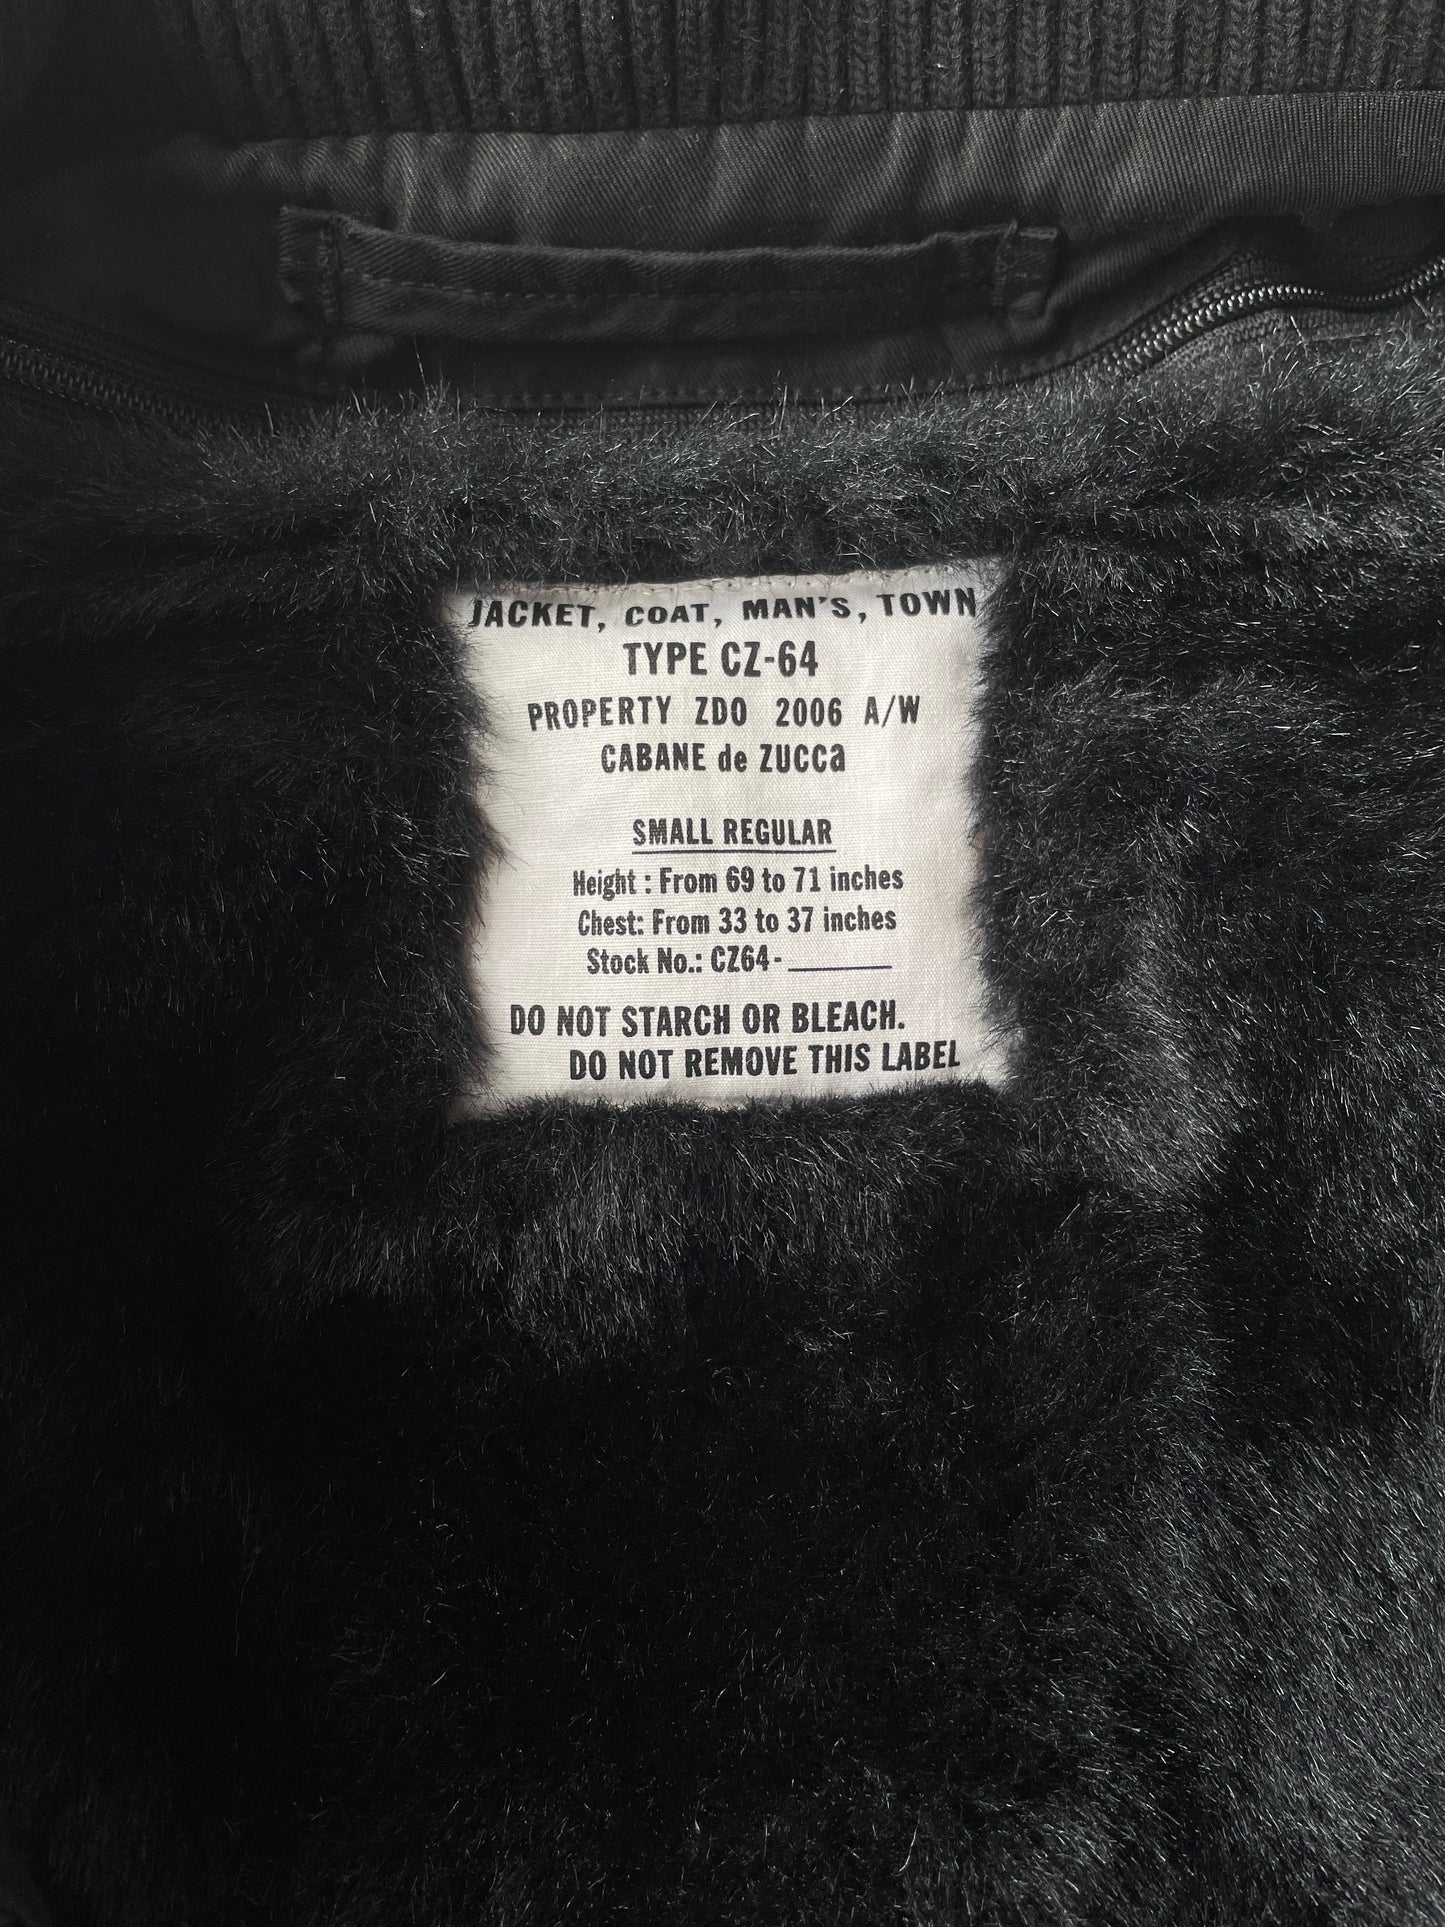 JACKET, COAT, MAN'S, TOWN
TYPE CZ-64
PROPERTY ZDO 2006 A/W
CABANE de ZUCCa
SMALL REGULAR
Height : From 69 to 71 inches
Chest: From 33 to 37 inches
Stock No.: CZ64-________
DO NOT STARCH OR BLEACH.
DO NOT REMOVE THIS LABEL